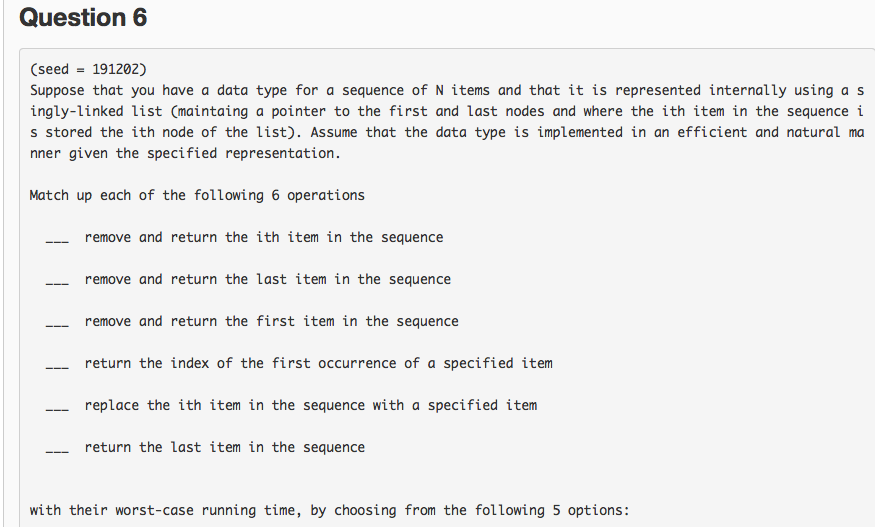 Question 6
(seed = 191202)
Suppose that you have a data type for a sequence of N items and that it is represented internally using a s
ingly-linked list (maintaing a pointer to the first and last nodes and where the ith item in the sequence i
s stored the ith node of the list). Assume that the data type is implemented in an efficient and natural ma
nner given the specified representation.
Match up each of the following 6 operations
___ remove and return the ith item in the sequence
___ remove and return the last item in the sequence
___ remove and return the first item in the sequence
___ return the index of the first occurrence of a specified item
___ replace the ith item in the sequence with a specified item
___ return the last item in the sequence
with their worst-case running time, by choosing from the following 5 options: